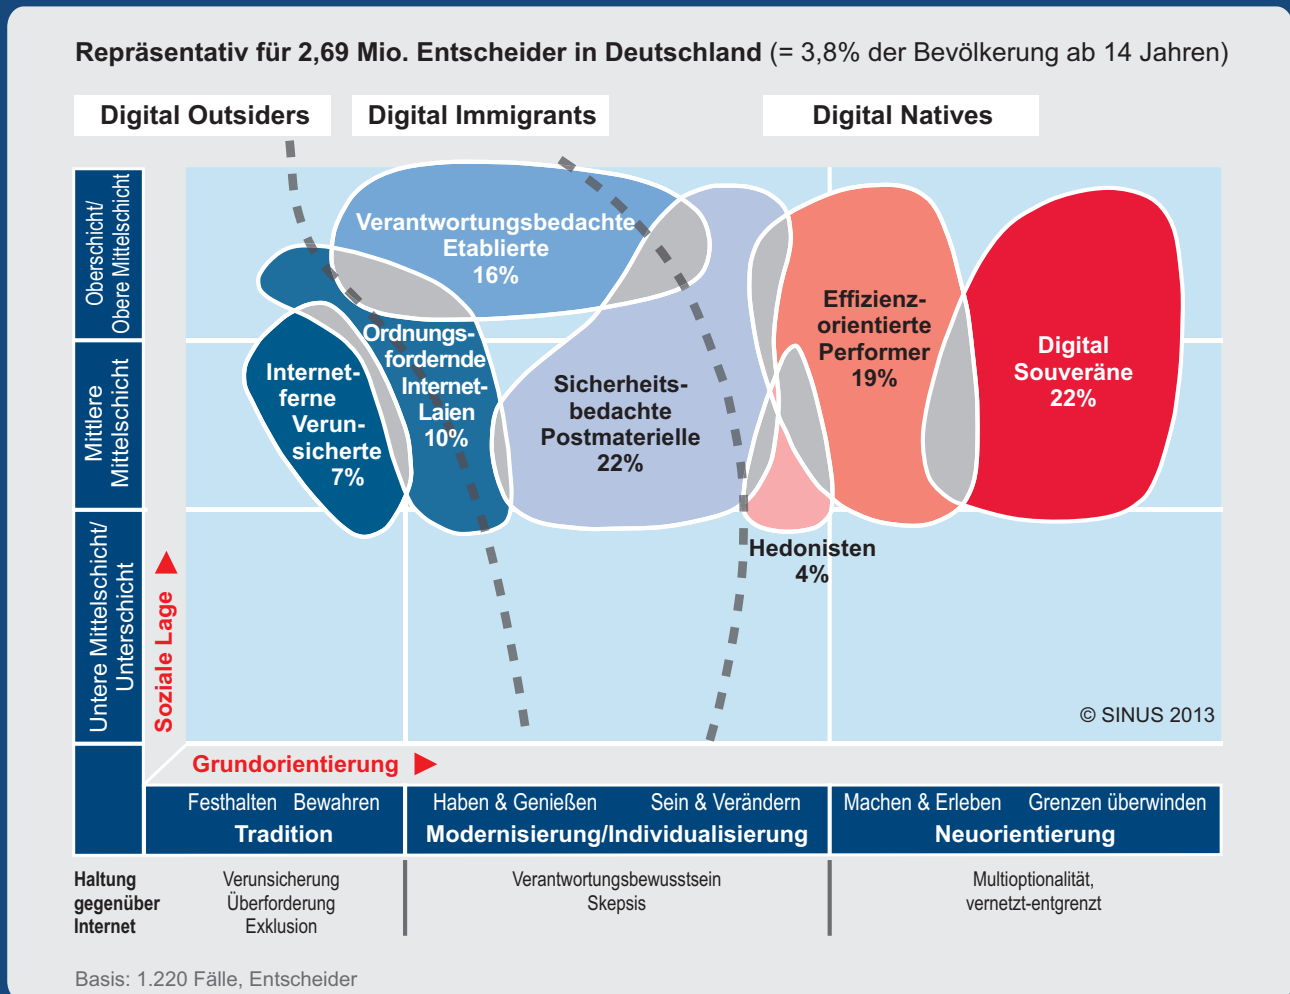 Repräsentativ für 2,69 Mio. Entscheider in Deutschland (= 3,8% der Bevölkerung ab 14 Jahren)
Digital Outsiders
Digital Immigrants
Digital Natives
Oberschicht/
Obere Mittelschicht
Mittlere
Mittelschicht
Untere Mittelschicht/
Unterschicht
Soziale Lage
Verantwortungsbedachte
Etablierte
16%
Ordnungs-
fordernde
Internet-
Laien
10%
Internet-
ferne
Verun-
sicherte
7%
Sicherheits-
bedachte
Postmaterielle
22%
Effizienz-
orientierte
Performer
19%
Digital
Souveräne
22%
Hedonisten
4%
© SINUS 2013
Grundorientierung
Festhalten Bewahren
Tradition
Haben & Genießen Sein & Verändern
Modernisierung/Individualisierung
Machen & Erleben Grenzen überwinden
Neuorientierung
Haltung
gegenüber
Internet
Verunsicherung
Überforderung
Exklusion
Verantwortungsbewusstsein
Skepsis
Multioptionalität,
vernetzt-entgrenzt
Basis: 1.220 Fälle, Entscheider